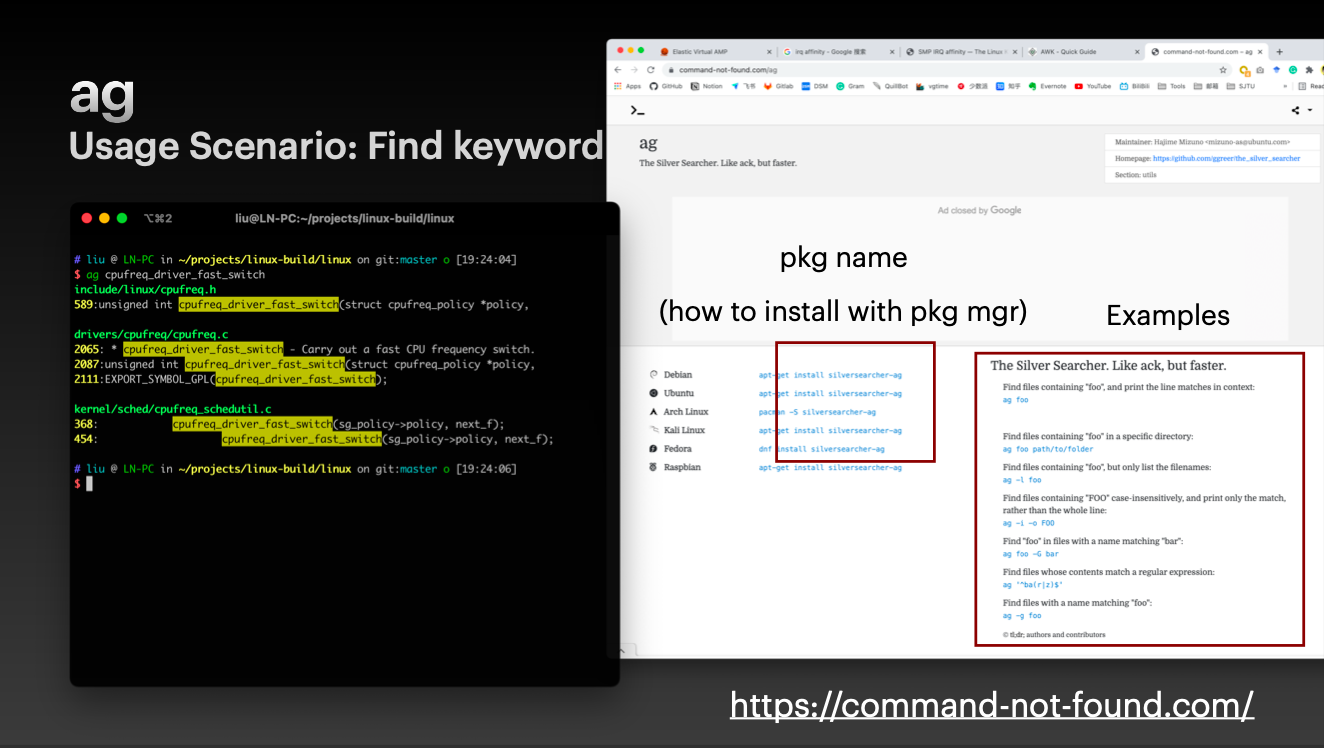 ag
Usage Scenario: Find keyword
⌥⌘2
liu@LN-PC:~/projects/linux-build/linux
# liu @ LN-PC in ~/projects/linux-build/linux on git:master o [19:24:04]
$ ag cpufreq_driver_fast_switch
include/linux/cpufreq.h
589:unsigned int cpufreq_driver_fast_switch(struct cpufreq_policy *policy,
drivers/cpufreq/cpufreq.c
2065: * cpufreq_driver_fast_switch - Carry out a fast CPU frequency switch.
2087:unsigned int cpufreq_driver_fast_switch(struct cpufreq_policy *policy,
2111:EXPORT_SYMBOL_GPL(cpufreq_driver_fast_switch);
kernel/sched/cpufreq_schedutil.c
368: cpufreq_driver_fast_switch(sg_policy->policy, next_f);
454: cpufreq_driver_fast_switch(sg_policy->policy, next_f);
# liu @ LN-PC in ~/projects/linux-build/linux on git:master o [19:24:06]
$
Elastic Virtual AMP
irq affinity - Google 搜索
SMP IRQ affinity — The Linux
AWK - Quick Guide
command-not-found.com – ag
command-not-found.com/ag
Apps GitHub Notion 飞书 Gitlab DSM Gram QuillBot vgtime 少数派 知乎 Evernote YouTube BiliBili Tools 邮箱 SJTU » Read
>_
ag
The Silver Searcher. Like ack, but faster.
Maintainer: Hajime Mizuno <mizuno-as@ubuntu.com>
Homepage: https://github.com/ggreer/the_silver_searcher
Section: utils
Ad closed by Google
pkg name
(how to install with pkg mgr)
Examples
Debian apt-get install silversearcher-ag
Ubuntu apt-get install silversearcher-ag
Arch Linux pacman -S silversearcher-ag
Kali Linux apt-get install silversearcher-ag
Fedora dnf install silversearcher-ag
Raspbian apt-get install silversearcher-ag
The Silver Searcher. Like ack, but faster.
Find files containing "foo", and print the line matches in context:
ag foo
Find files containing "foo" in a specific directory:
ag foo path/to/folder
Find files containing "foo", but only list the filenames:
ag -l foo
Find files containing "FOO" case-insensitively, and print only the match,
rather than the whole line:
ag -i -o FOO
Find "foo" in files with a name matching "bar":
ag foo -G bar
Find files whose contents match a regular expression:
ag '^ba(r|z)$'
Find files with a name matching "foo":
ag -g foo
© tl;dr; authors and contributors
https://command-not-found.com/